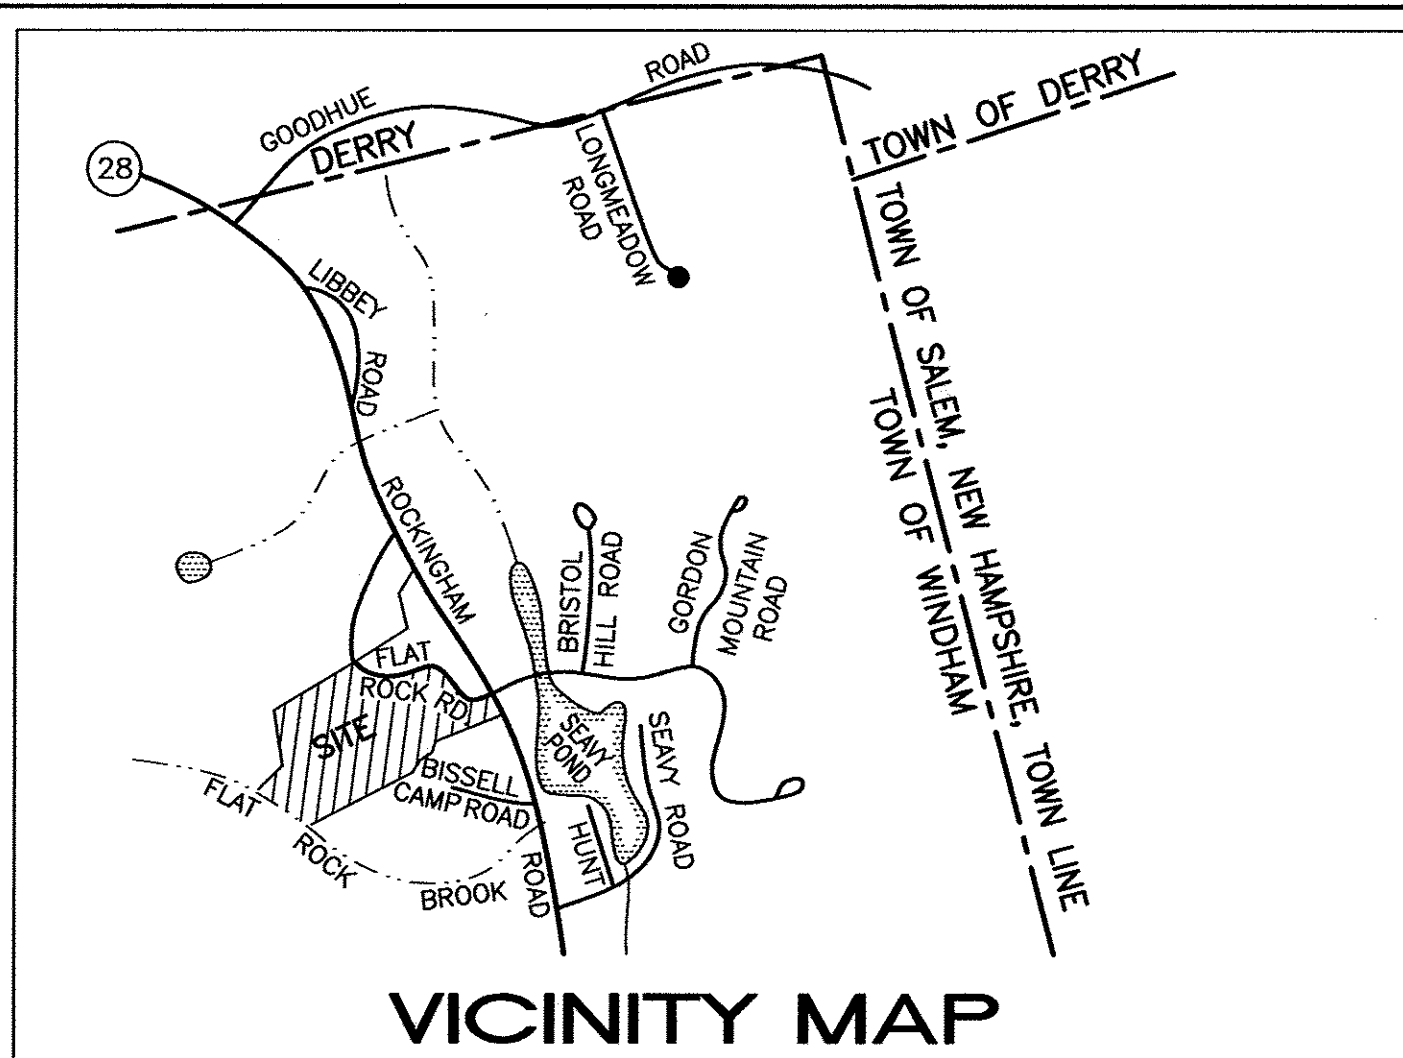 GOODHUE
ROAD
DERRY
28
TOWN OF DERRY
LONGMEADOW
ROAD
LIBBEY
ROAD
TOWN OF SALEM, NEW HAMPSHIRE, TOWN LINE
TOWN OF WINDHAM
ROCKINGHAM
BRISTOL
HILL ROAD
GORDON
MOUNTAIN
ROAD
FLAT
ROCK RD.
SITE
SEAVY
POND
SEAVY ROAD
BISSELL
CAMP ROAD
FLAT
ROCK
BROOK
HUNT
ROAD
VICINITY MAP